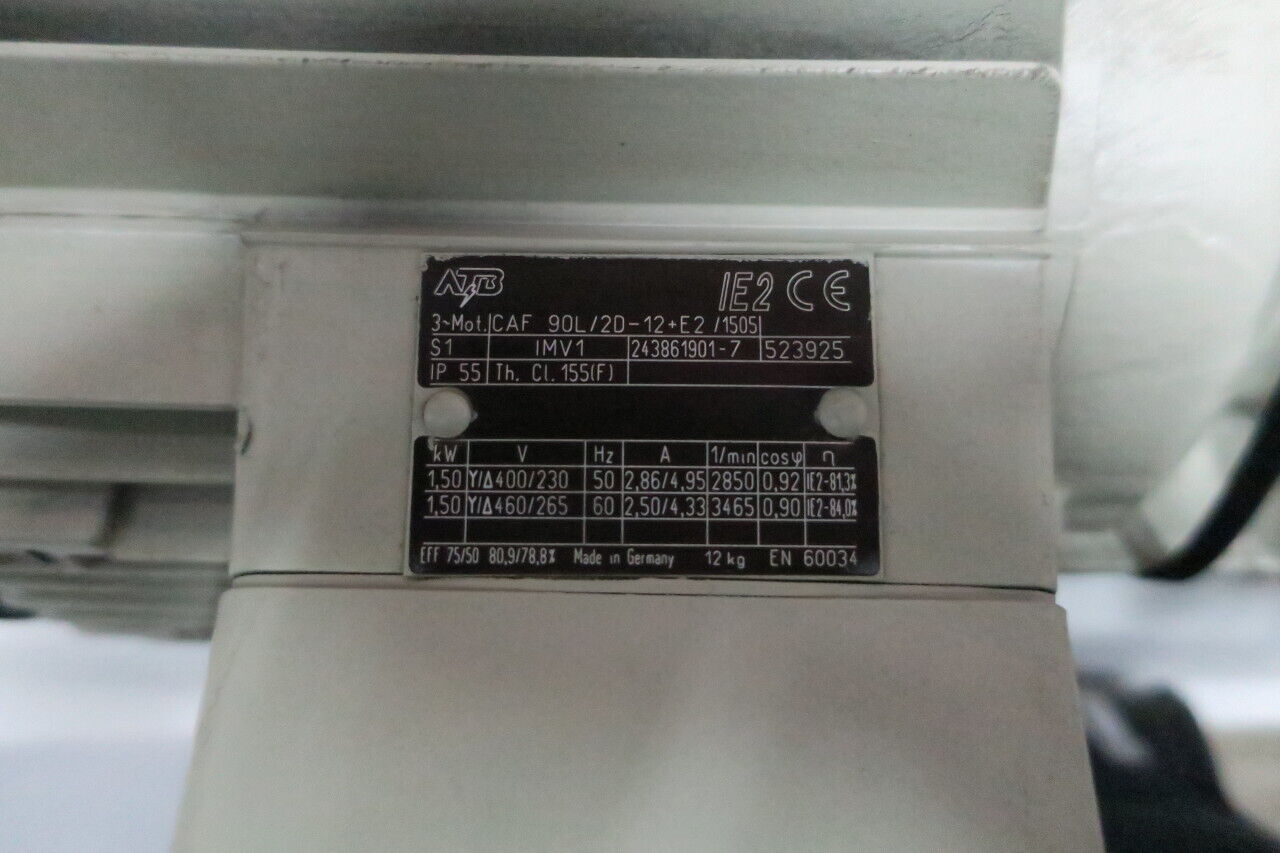 ATB IE2 CE
3~Mot. CAF 90L/2D-12+E2 /1505
S1 IMV1 243861901-7 523925
IP 55 Th. Cl. 155(F)
kW V Hz A 1/min cosφ η
1,50 Y/Δ 400/230 50 2,86/4,95 2850 0,92 IE2-81,3%
1,50 Y/Δ 460/265 60 2,50/4,33 3465 0,90 IE2-84,0%
EFF 75/50 80,9/78,8% Made in Germany 12 kg EN 60034